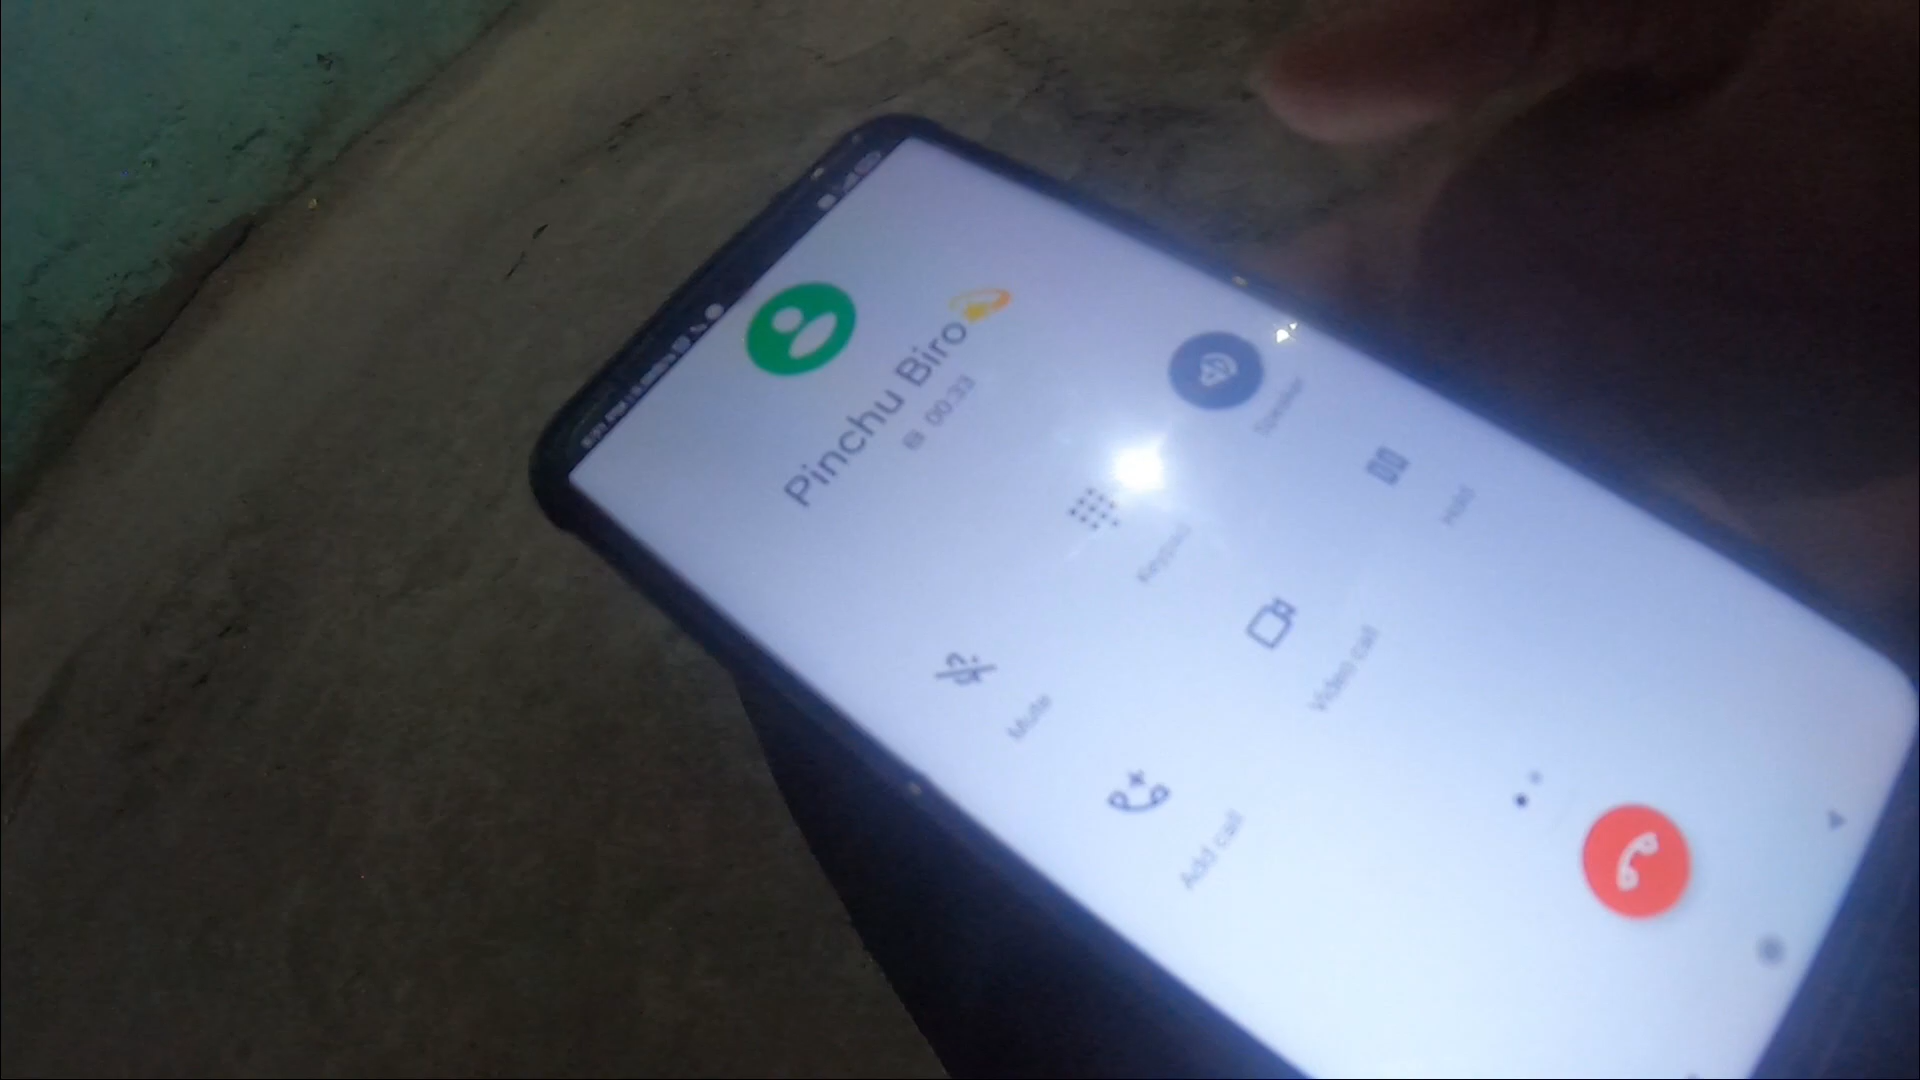 Pinchu Biro💫
00:33
Mute
Keypad
Speaker
Add call
Video call
Hold